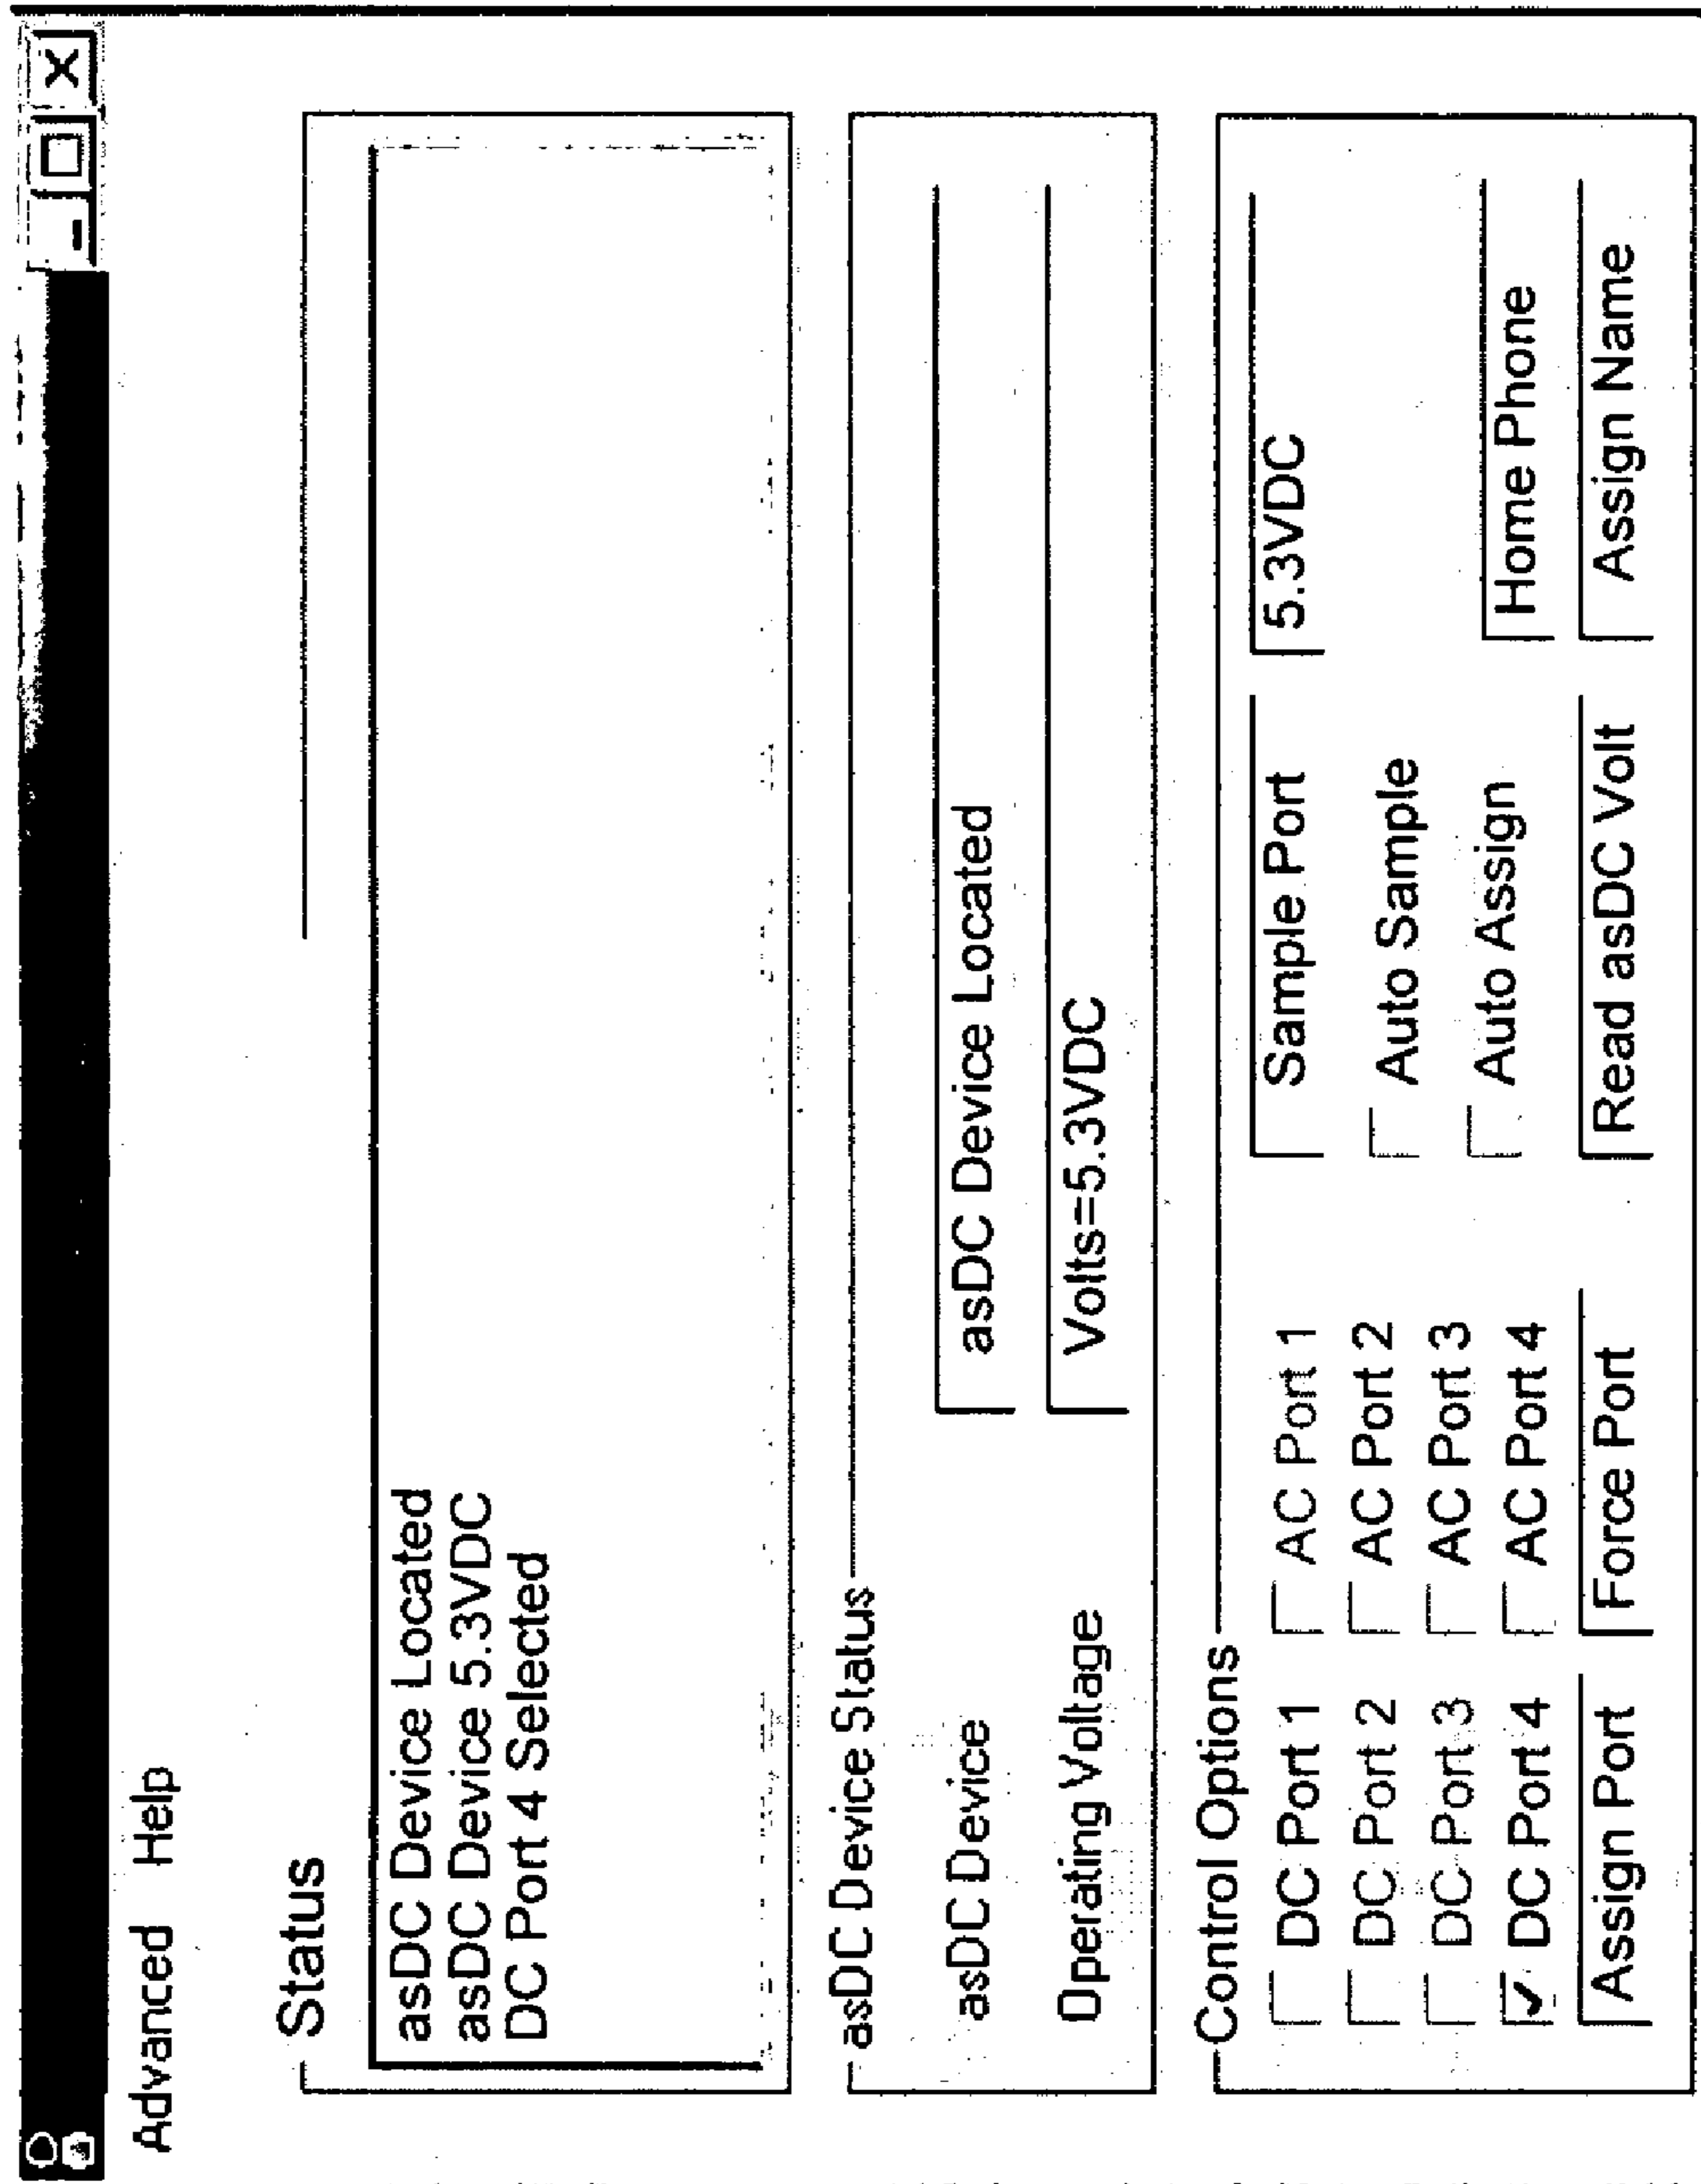 Advanced Help
Status
asDC Device Located
asDC Device 5.3VDC
DC Port 4 Selected
asDC Device Status
asDC Device asDC Device Located
Operating Voltage Volts=5.3VDC
Control Options
DC Port 1 AC Port 1 Sample Port 5.3VDC
DC Port 2 AC Port 2 Auto Sample
DC Port 3 AC Port 3 Auto Assign
DC Port 4 AC Port 4 Home Phone
Assign Port Force Port Read asDC Volt Assign Name